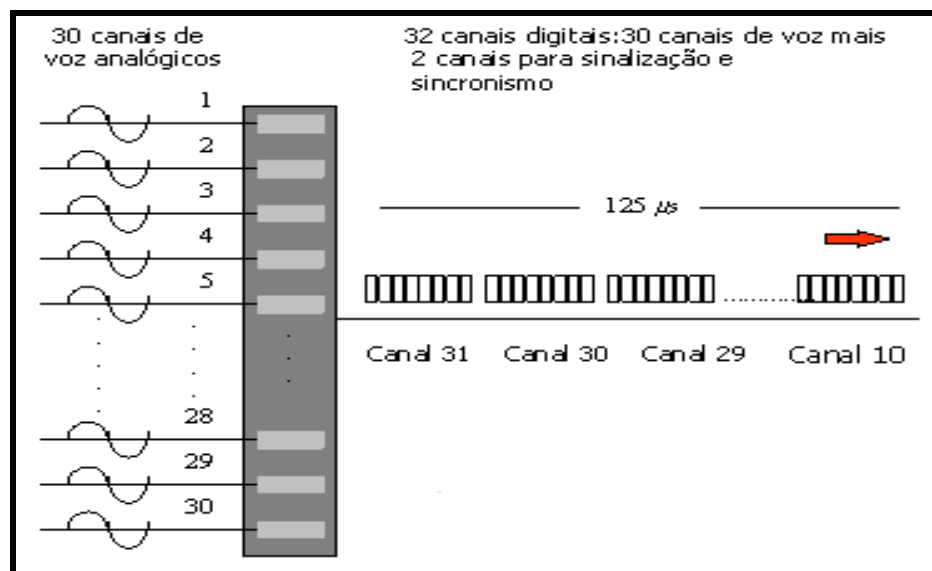 30 canais de
voz analógicos
32 canais digitais:30 canais de voz mais
2 canais para sinalização e
sincronismo
1
2
3
4
5
28
29
30
125 µs
Canal 31
Canal 30
Canal 29
Canal 10